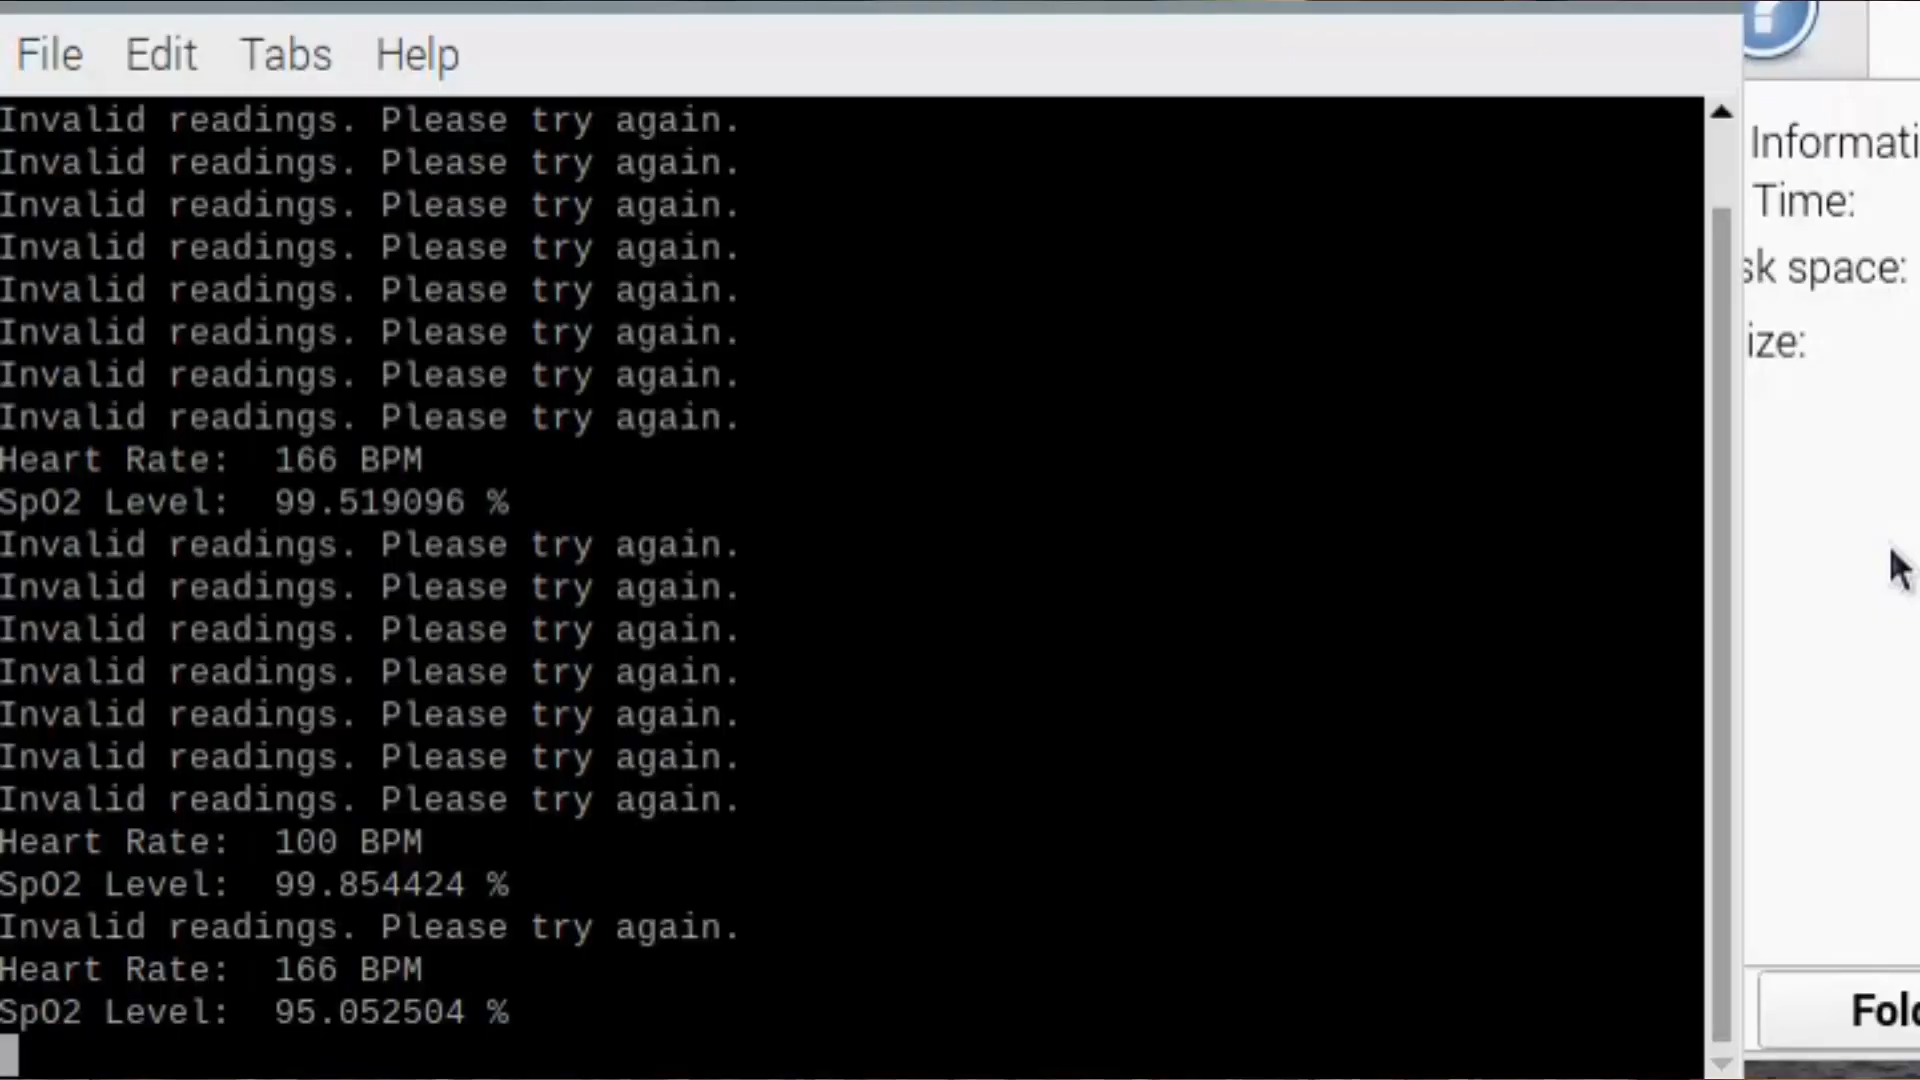 File Edit Tabs Help
Invalid readings. Please try again.
Invalid readings. Please try again.
Invalid readings. Please try again.
Invalid readings. Please try again.
Invalid readings. Please try again.
Invalid readings. Please try again.
Invalid readings. Please try again.
Invalid readings. Please try again.
Heart Rate: 166 BPM
SpO2 Level: 99.519096 %
Invalid readings. Please try again.
Invalid readings. Please try again.
Invalid readings. Please try again.
Invalid readings. Please try again.
Invalid readings. Please try again.
Invalid readings. Please try again.
Invalid readings. Please try again.
Heart Rate: 100 BPM
SpO2 Level: 99.854424 %
Invalid readings. Please try again.
Heart Rate: 166 BPM
SpO2 Level: 95.052504 %
Informati
Time:
sk space:
ize:
Fol